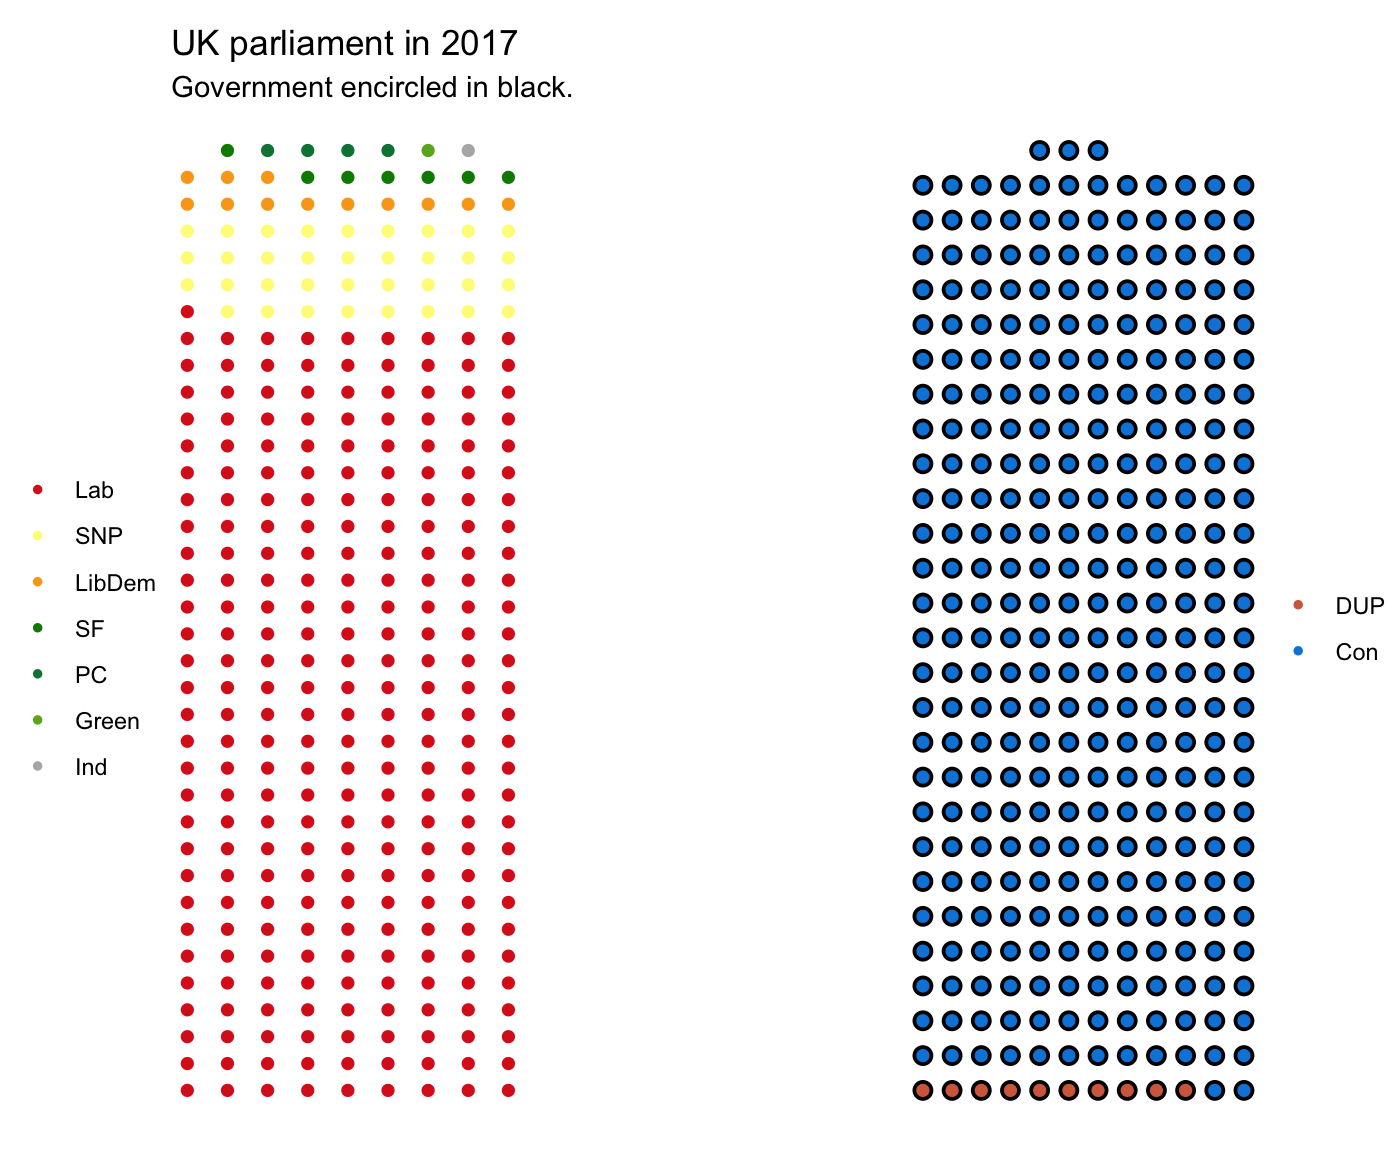 UK parliament in 2017
Government encircled in black.
Lab
SNP
LibDem
SF
PC
Green
Ind
DUP
Con